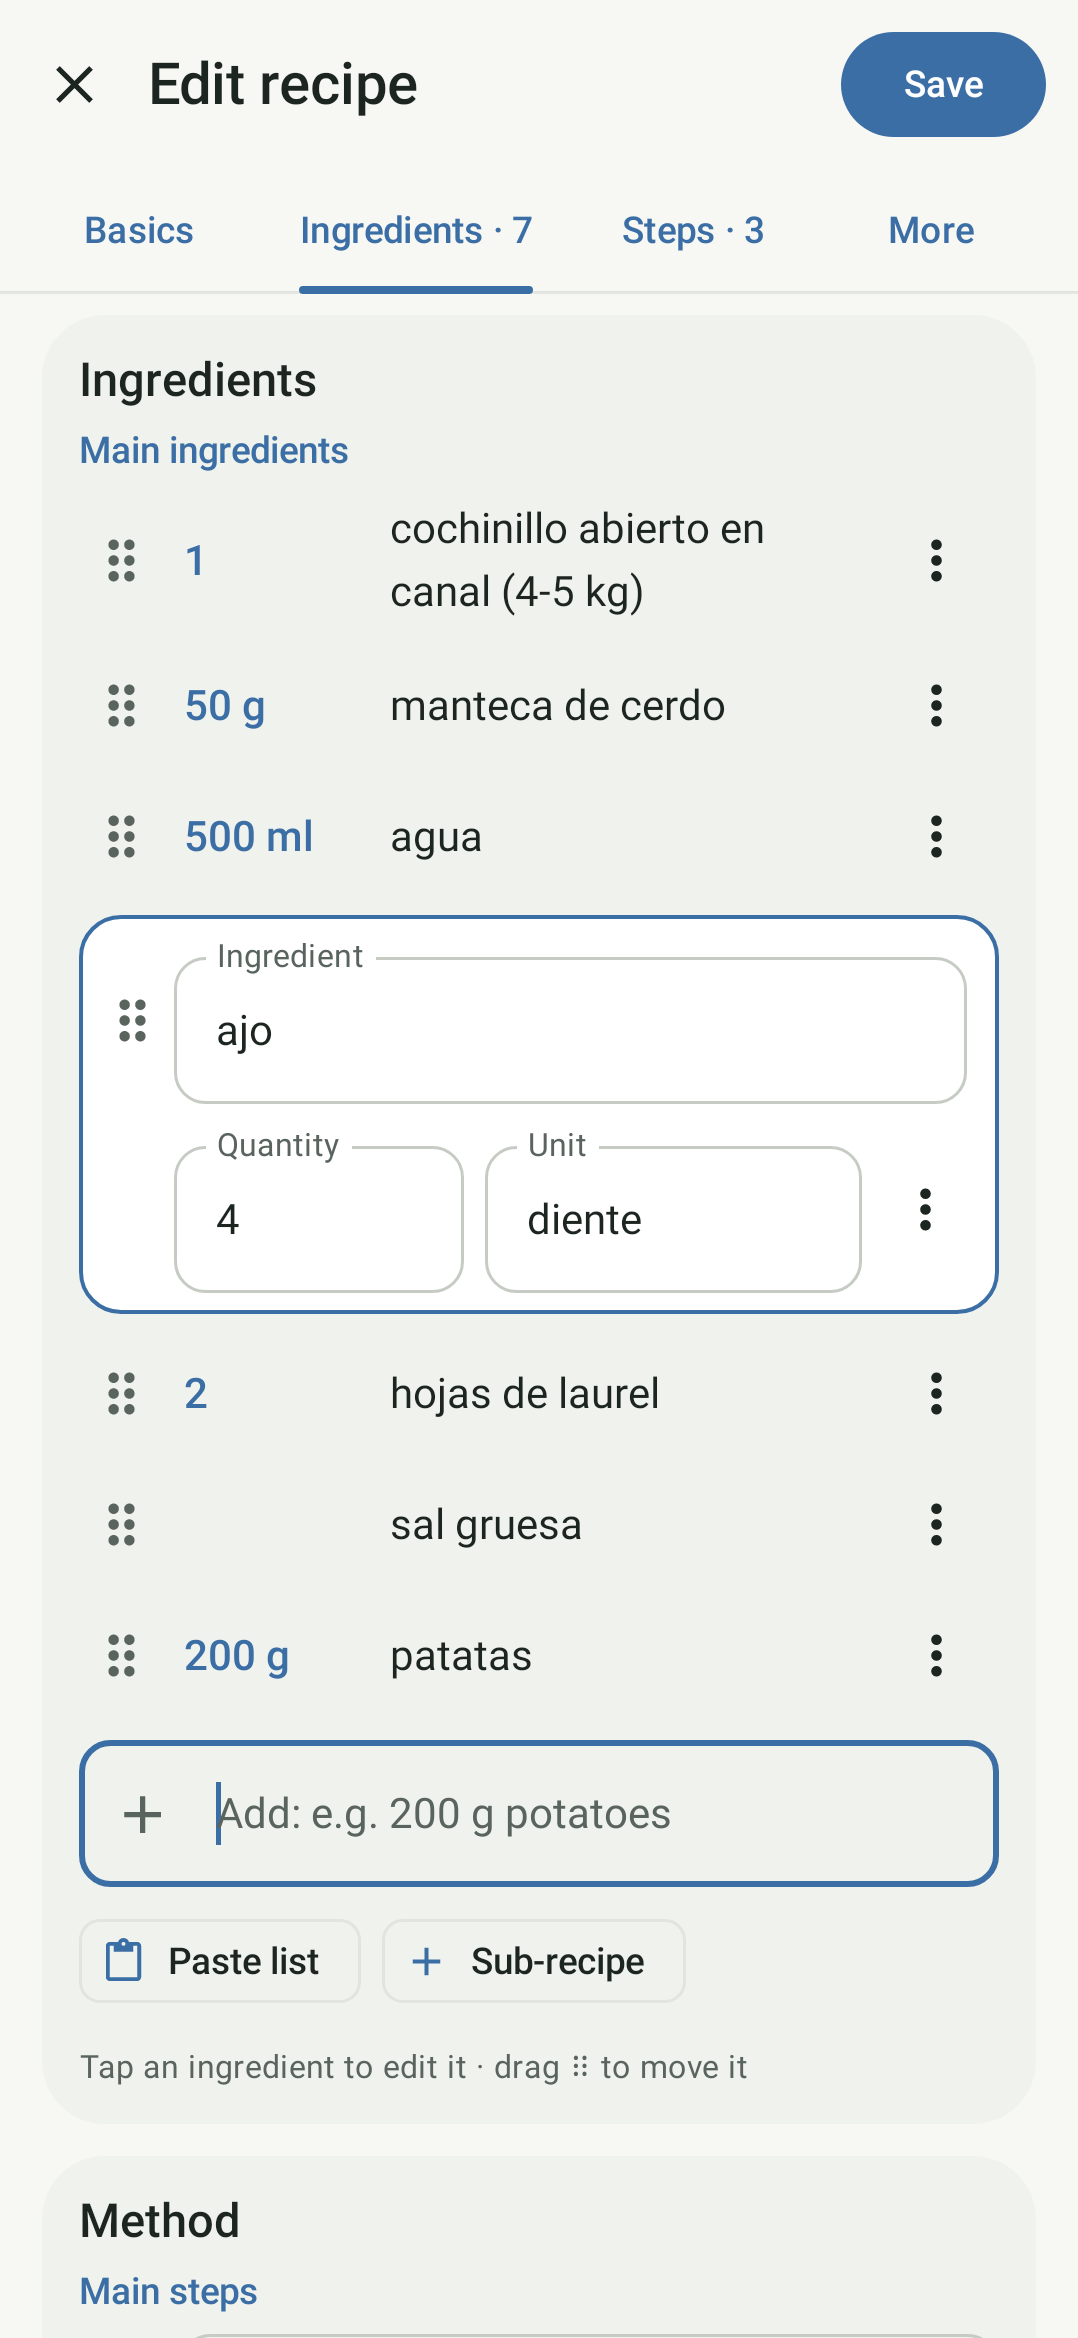 Edit recipe
Save
Basics
Ingredients · 7
Steps · 3
More
Ingredients
Main ingredients
1
cochinillo abierto en
canal (4-5 kg)
50 g
manteca de cerdo
500 ml
agua
Ingredient
ajo
Quantity
4
Unit
diente
2
hojas de laurel
sal gruesa
200 g
patatas
Add: e.g. 200 g potatoes
Paste list
Sub-recipe
Tap an ingredient to edit it · drag ⠿ to move it
Method
Main steps